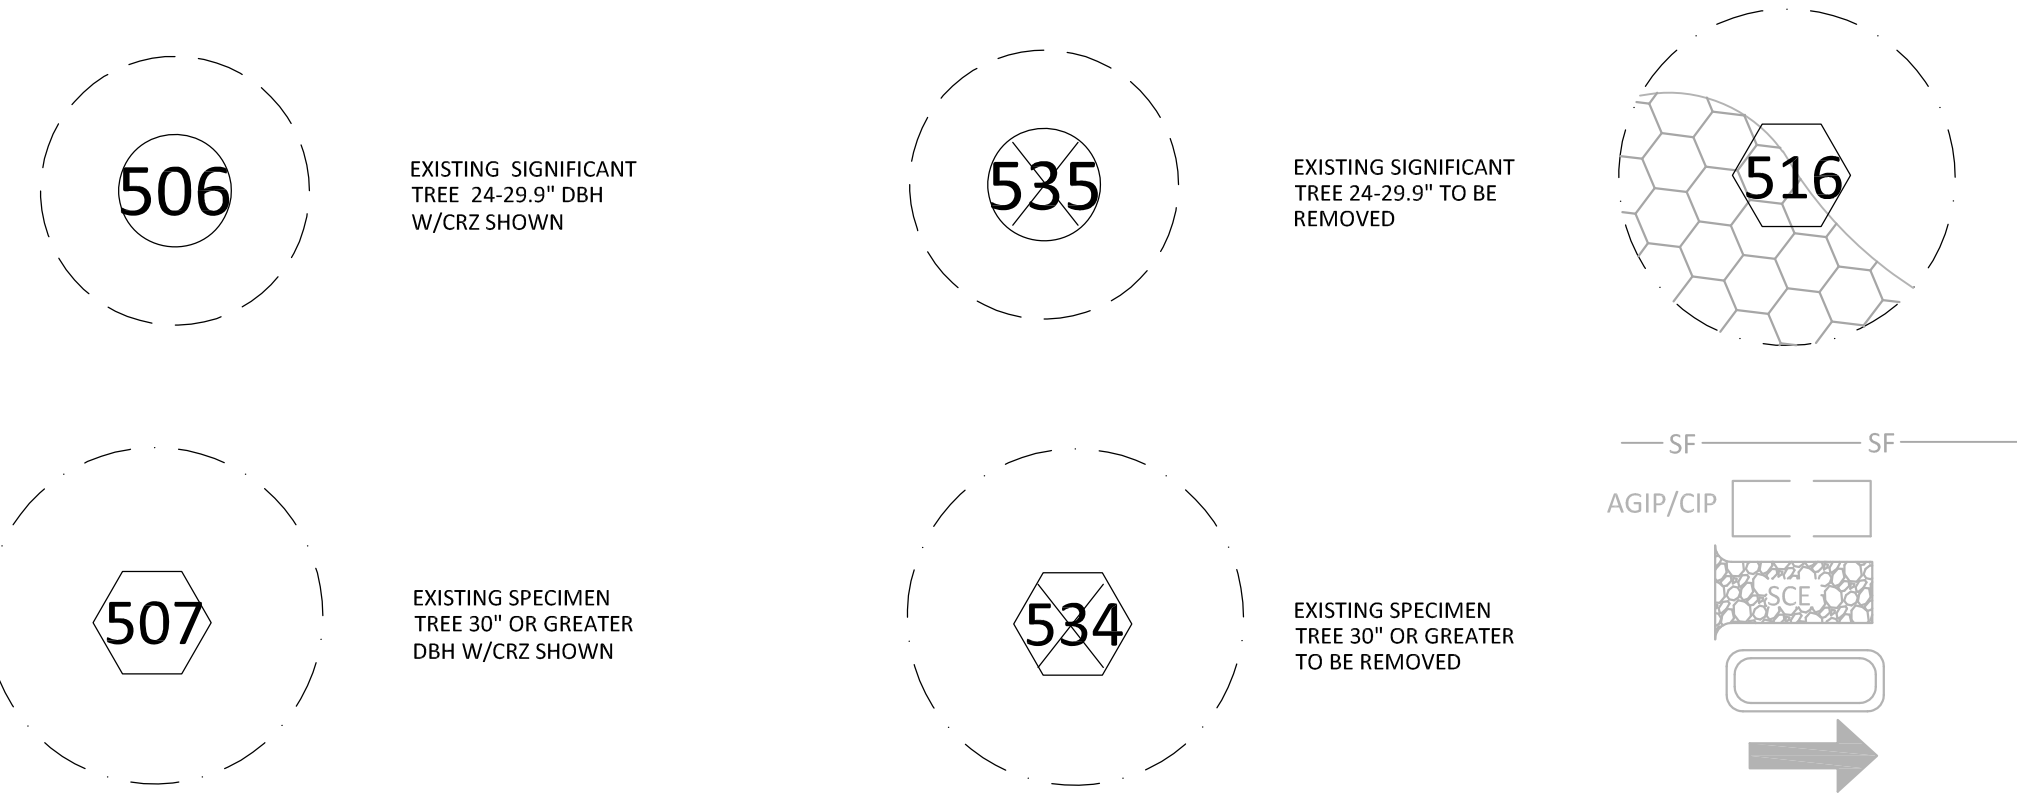 506
EXISTING SIGNIFICANT
TREE 24-29.9" DBH
W/CRZ SHOWN
535
EXISTING SIGNIFICANT
TREE 24-29.9" TO BE
REMOVED
516
507
EXISTING SPECIMEN
TREE 30" OR GREATER
DBH W/CRZ SHOWN
534
EXISTING SPECIMEN
TREE 30" OR GREATER
TO BE REMOVED
SF SF
AGIP/CIP
SCE